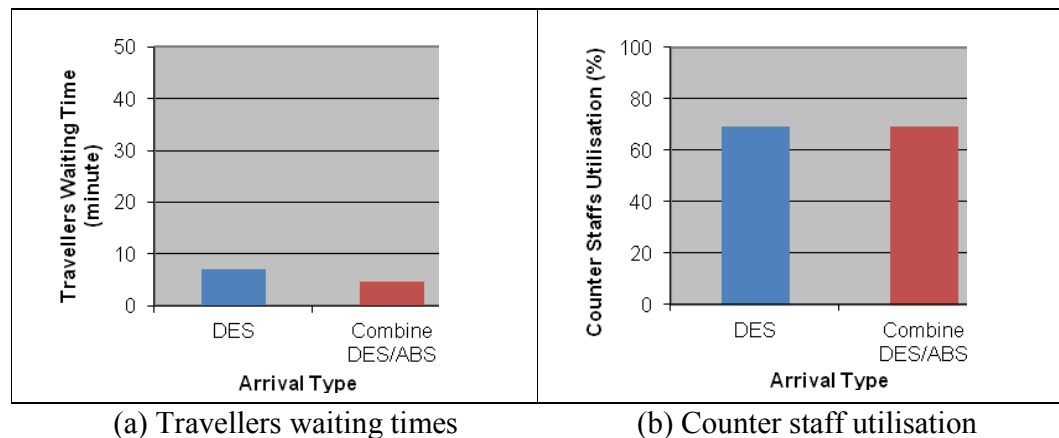 Travellers Waiting Time
(minute)
50
40
30
20
10
0
DES
Combine
DES/ABS
Arrival Type
Counter Staffs Utilisation (%)
100
80
60
40
20
0
DES
Combine
DES/ABS
Arrival Type
(a) Travellers waiting times
(b) Counter staff utilisation